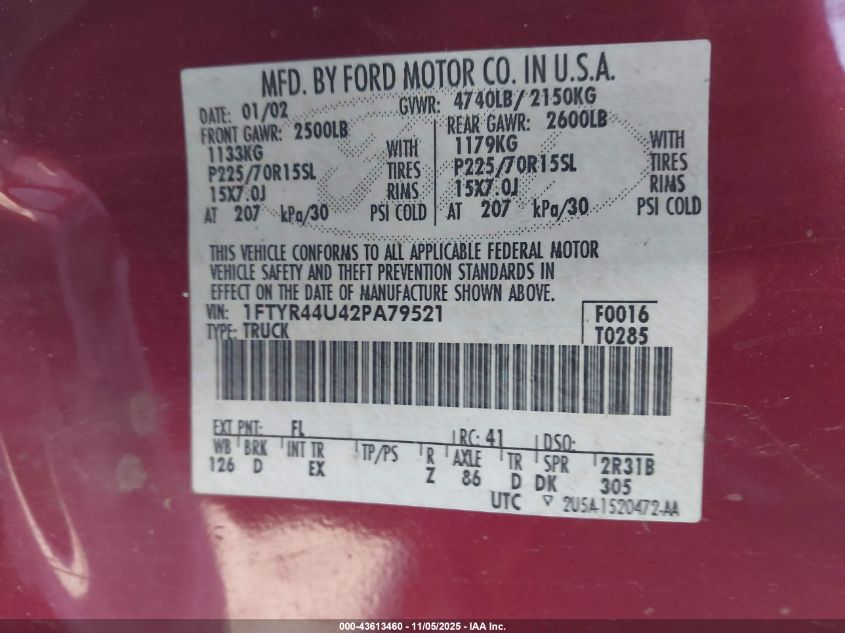 MFD. BY FORD MOTOR CO. IN U.S.A.
DATE: 01/02 GVWR: 4740LB/ 2150KG
FRONT GAWR: 2500LB REAR GAWR: 2600LB
1133KG WITH 1179KG WITH
P225/70R15SL TIRES P225/70R15SL TIRES
15X7.0J RIMS 15X7.0J RIMS
AT 207 kPa/30 PSI COLD AT 207 kPa/30 PSI COLD
THIS VEHICLE CONFORMS TO ALL APPLICABLE FEDERAL MOTOR
VEHICLE SAFETY AND THEFT PREVENTION STANDARDS IN
EFFECT ON THE DATE OF MANUFACTURE SHOWN ABOVE.
VIN: 1FTYR44U42PA79521 F0016
TYPE: TRUCK T0285
EXT PNT: FL RC: 41 DSO:
WB BRK INT TR TP/PS R AXLE TR SPR 2R31B
126 D EX Z 86 D DK 305
UTC ▽ 2U5A-1520472-AA
000-43613460 - 11/05/2025 - IAA Inc.